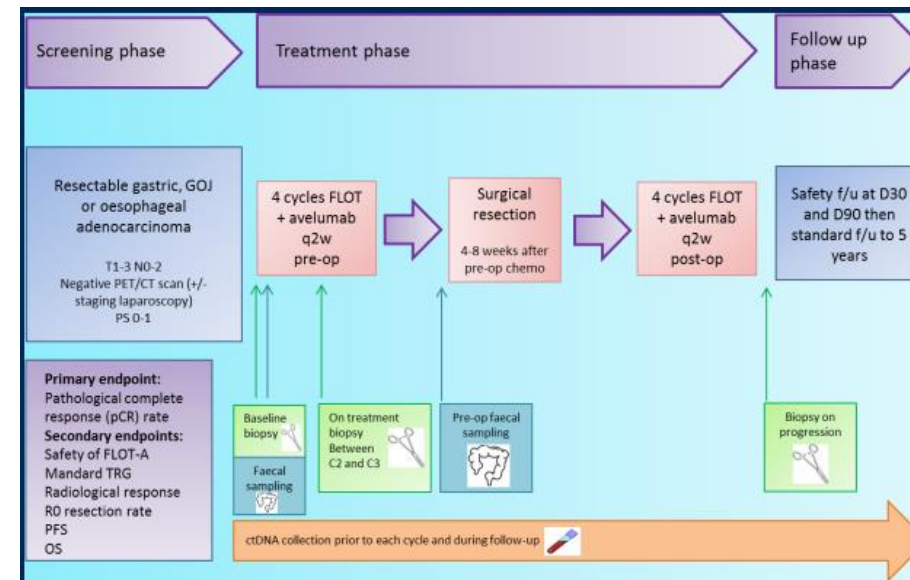 Screening phase
Treatment phase
Follow up
phase
Resectable gastric, GOJ
or oesophageal
adenocarcinoma
T1-3 N0-2
Negative PET/CT scan (+/-
staging laparoscopy)
PS 0-1
4 cycles FLOT
+ avelumab
q2w
pre-op
Surgical
resection
4-8 weeks after
pre-op chemo
4 cycles FLOT
+ avelumab
q2w
post-op
Safety f/u at D30
and D90 then
standard f/u to 5
years
Primary endpoint:
Pathological complete
response (pCR) rate
Secondary endpoints:
Safety of FLOT-A
Mandard TRG
Radiological response
R0 resection rate
PFS
OS
Baseline
biopsy
Faecal
sampling
On treatment
biopsy
Between
C2 and C3
Pre-op faecal
sampling
Biopsy on
progression
ctDNA collection prior to each cycle and during follow-up